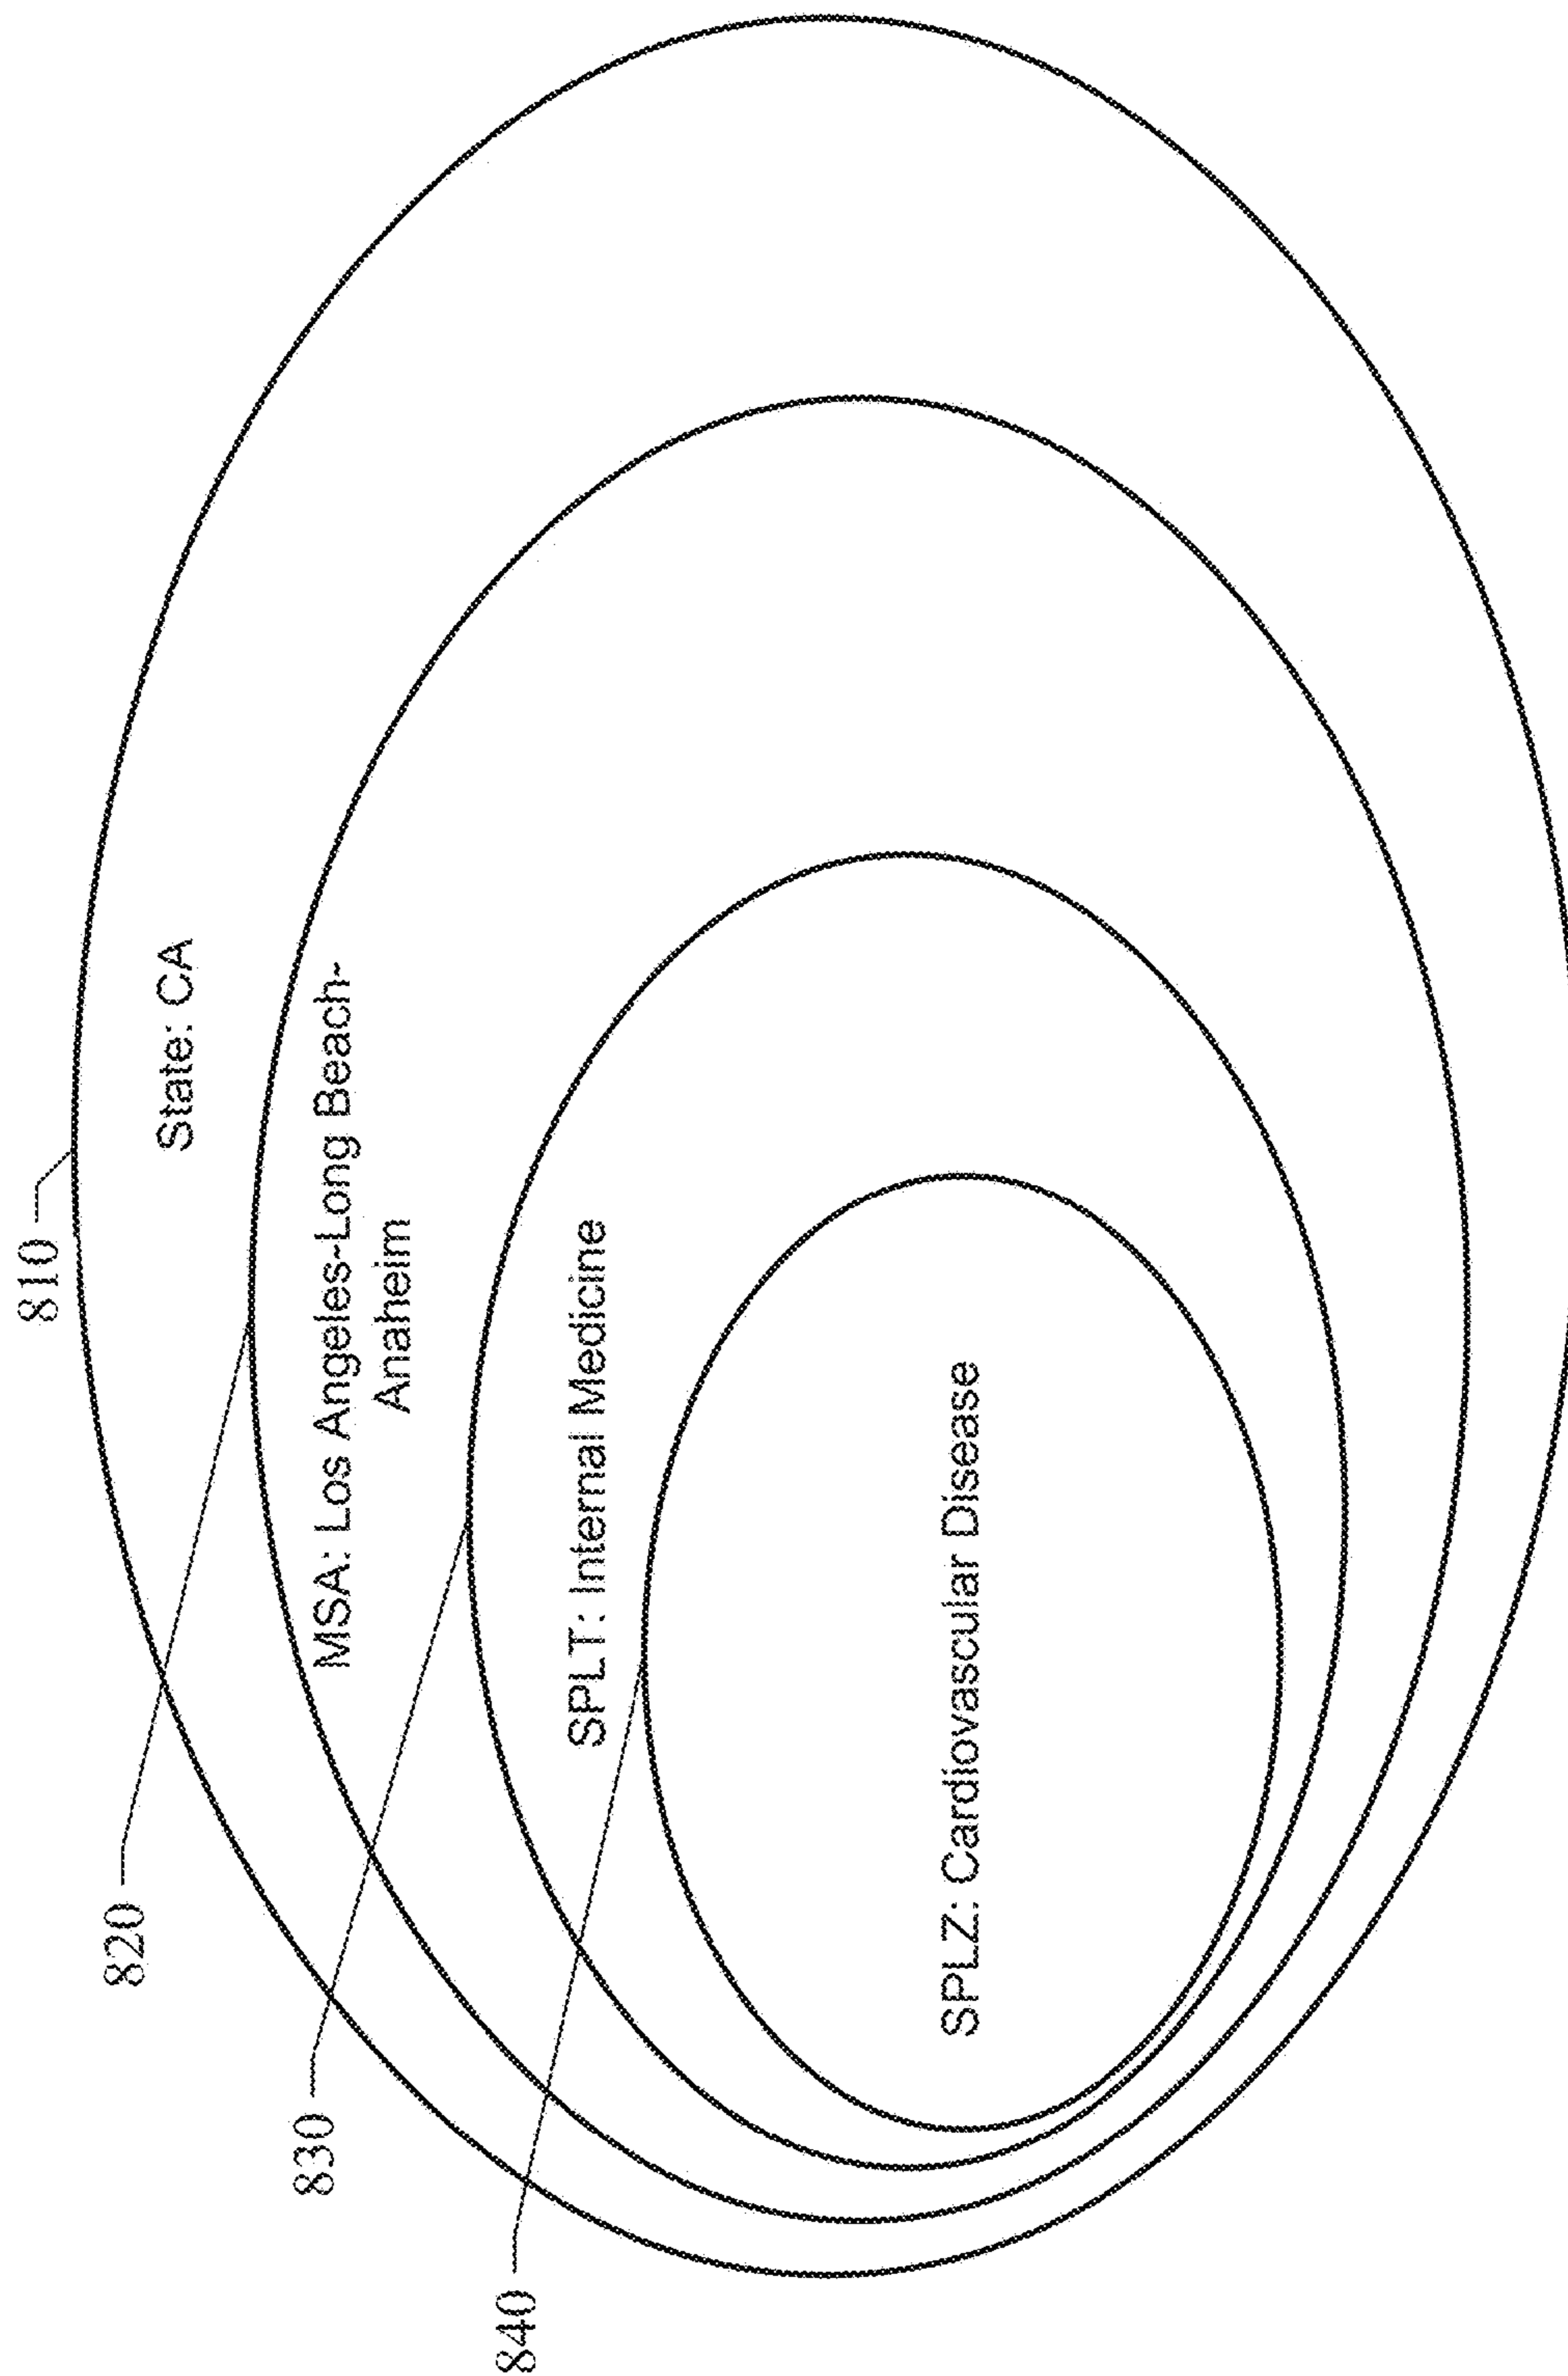 810
State: CA
820
MSA: Los Angeles-Long Beach-
Anaheim
830
SPLT: Internal Medicine
840
SPLZ: Cardiovascular Disease